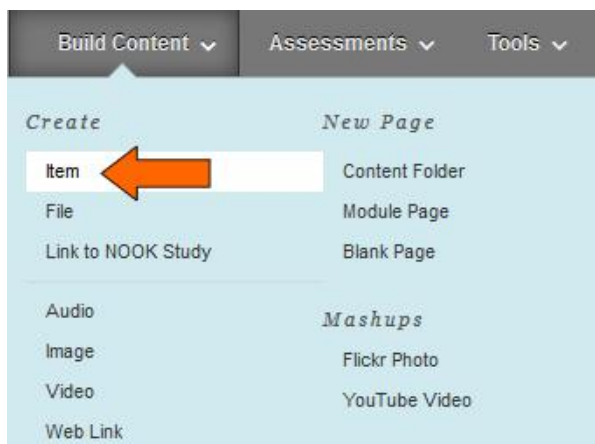 Build Content Assessments Tools
Create
Item
File
Link to NOOK Study
Audio
Image
Video
Web Link
New Page
Content Folder
Module Page
Blank Page
Mashups
Flickr Photo
YouTube Video